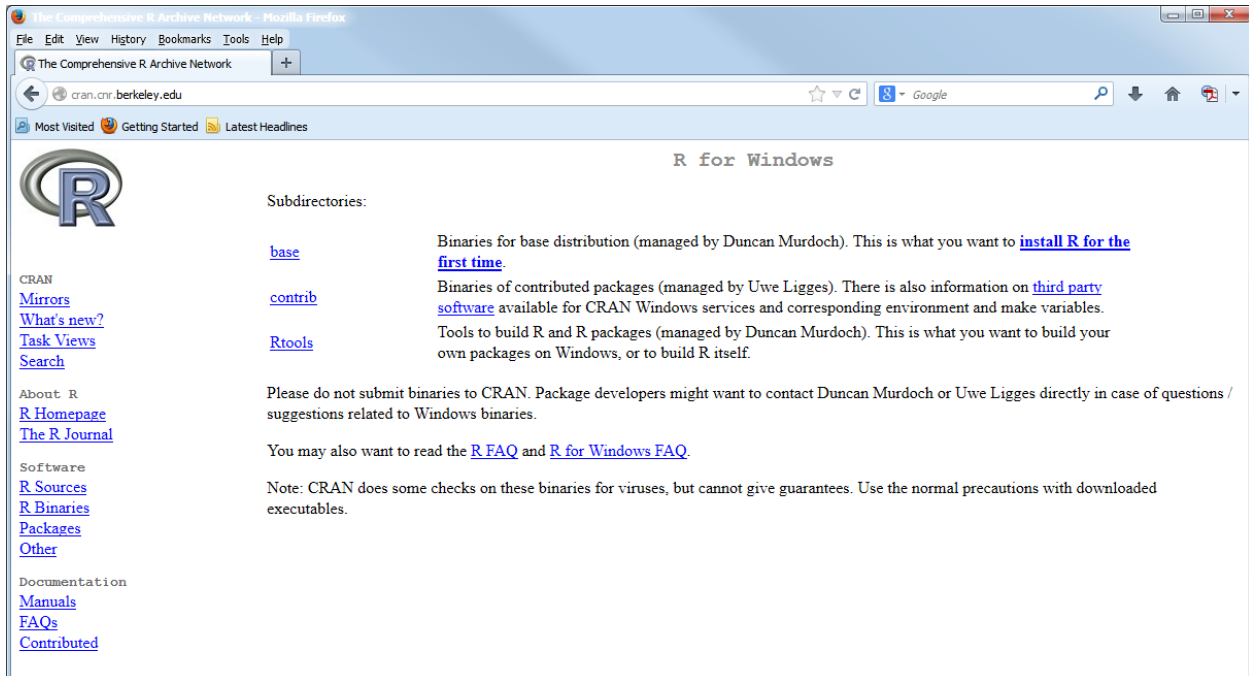 The Comprehensive R Archive Network - Mozilla Firefox
File Edit View History Bookmarks Tools Help
The Comprehensive R Archive Network
cran.cnr.berkeley.edu
Google
Most Visited Getting Started Latest Headlines
R
R for Windows
Subdirectories:
base
Binaries for base distribution (managed by Duncan Murdoch). This is what you want to install R for the
first time.
contrib
Binaries of contributed packages (managed by Uwe Ligges). There is also information on third party
software available for CRAN Windows services and corresponding environment and make variables.
Rtools
Tools to build R and R packages (managed by Duncan Murdoch). This is what you want to build your
own packages on Windows, or to build R itself.
Please do not submit binaries to CRAN. Package developers might want to contact Duncan Murdoch or Uwe Ligges directly in case of questions /
suggestions related to Windows binaries.
You may also want to read the R FAQ and R for Windows FAQ.
Note: CRAN does some checks on these binaries for viruses, but cannot give guarantees. Use the normal precautions with downloaded
executables.
CRAN
Mirrors
What's new?
Task Views
Search
About R
R Homepage
The R Journal
Software
R Sources
R Binaries
Packages
Other
Documentation
Manuals
FAQs
Contributed